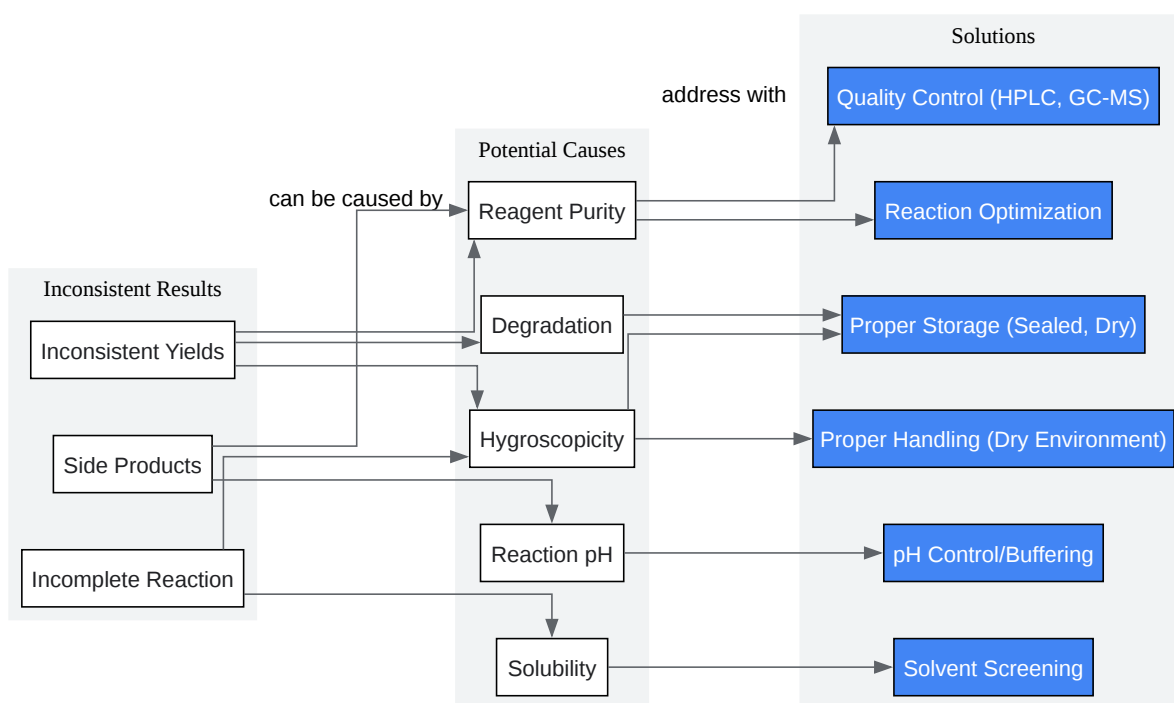 Inconsistent Results
Inconsistent Yields
Side Products
Incomplete Reaction
can be caused by
Potential Causes
Reagent Purity
Degradation
Hygroscopicity
Reaction pH
Solubility
address with
Solutions
Quality Control (HPLC, GC-MS)
Reaction Optimization
Proper Storage (Sealed, Dry)
Proper Handling (Dry Environment)
pH Control/Buffering
Solvent Screening